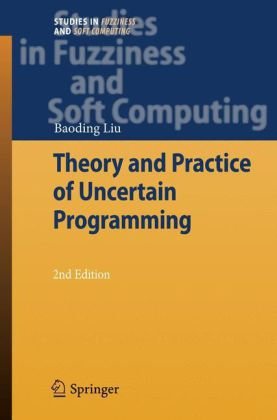 STUDIES IN FUZZINESS
AND SOFT COMPUTING
Studies
in Fuzziness
and
Soft Computing
Baoding Liu
Theory and Practice
of Uncertain
Programming
2nd Edition
Springer